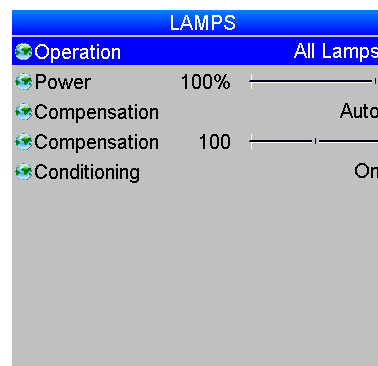 LAMPS
Operation All Lamps
Power 100%
Compensation Auto
Compensation 100
Conditioning On